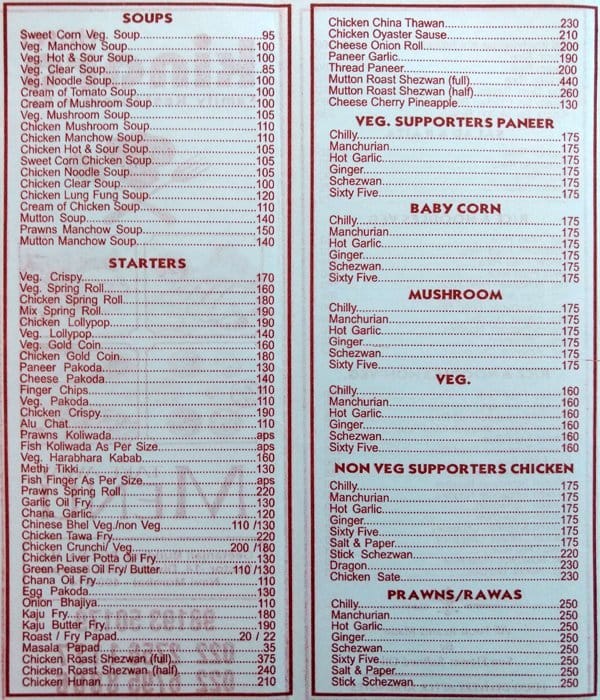 SOUPS
Sweet Corn Veg. Soup 95
Veg. Manchow Soup 100
Veg. Hot & Sour Soup 100
Veg. Clear Soup 85
Veg. Noodle Soup 100
Cream of Tomato Soup 100
Cream of Mushroom Soup 100
Veg. Mushroom Soup 105
Chicken Mushroom Soup 110
Chicken Manchow Soup 110
Chicken Hot & Sour Soup 105
Sweet Corn Chicken Soup 105
Chicken Noodle Soup 105
Chicken Clear Soup 100
Chicken Lung Fung Soup 120
Cream of Chicken Soup 110
Mutton Soup 140
Prawns Manchow Soup 150
Mutton Manchow Soup 140
STARTERS
Veg. Crispy 170
Veg. Spring Roll 160
Chicken Spring Roll 180
Mix Spring Roll 190
Chicken Lollypop 190
Veg. Lollypop 140
Veg. Gold Coin 160
Chicken Gold Coin 180
Paneer Pakoda 130
Cheese Pakoda 140
Finger Chips 110
Veg. Pakoda 110
Chicken Crispy 190
Alu Chat 110
Prawns Koliwada aps
Fish Koliwada As Per Size aps
Veg. Harabhara Kabab 160
Methy Tikki 130
Fish Finger As Per Size aps
Prawns Spring Roll 220
Garlic Oil Fry 130
Chana Garlic 120
Chinese Bhel Veg./non Veg 110 /130
Chicken Tawa Fry 220
Chicken Crunchi/ Veg 200 /180
Chicken Liver Potta Oil Fry 130
Green Pease Oil Fry/ Butter 110 /130
Chana Oil Fry 110
Egg Pakoda 130
Onion Bhajiya 110
Kaju Fry 180
Kaju Butter Fry 190
Roast / Fry Papad 20 / 22
Masala Papad 35
Chicken Roast Shezwan (full) 375
Chicken Roast Shezwan (half) 240
Chicken Hunan 210
Chicken China Thawan 230
Chicken Oyaster Sause 210
Cheese Onion Roll 200
Paneer Garlic 190
Thread Paneer 200
Mutton Roast Shezwan (full) 440
Mutton Roast Shezwan (half) 260
Cheese Cherry Pineapple 130
VEG. SUPPORTERS PANEER
Chilly 175
Manchurian 175
Hot Garlic 175
Ginger 175
Schezwan 175
Sixty Five 175
BABY CORN
Chilly 175
Manchurian 175
Hot Garlic 175
Ginger 175
Schezwan 175
Sixty Five 175
MUSHROOM
Chilly 175
Manchurian 175
Hot Garlic 175
Ginger 175
Schezwan 175
Sixty Five 175
VEG.
Chilly 160
Manchurian 160
Hot Garlic 160
Ginger 160
Schezwan 160
Sixty Five 160
NON VEG SUPPORTERS CHICKEN
Chilly 175
Manchurian 175
Hot Garlic 175
Ginger 175
Sixty Five 175
Salt & Paper 175
Stick Schezwan 220
Dragon 230
Chicken Sate 230
PRAWNS/RAWAS
Chilly 250
Manchurian 250
Hot Garlic 250
Ginger 250
Schezwan 250
Sixty Five 250
Salt & Paper 250
Stick Schezwan 250